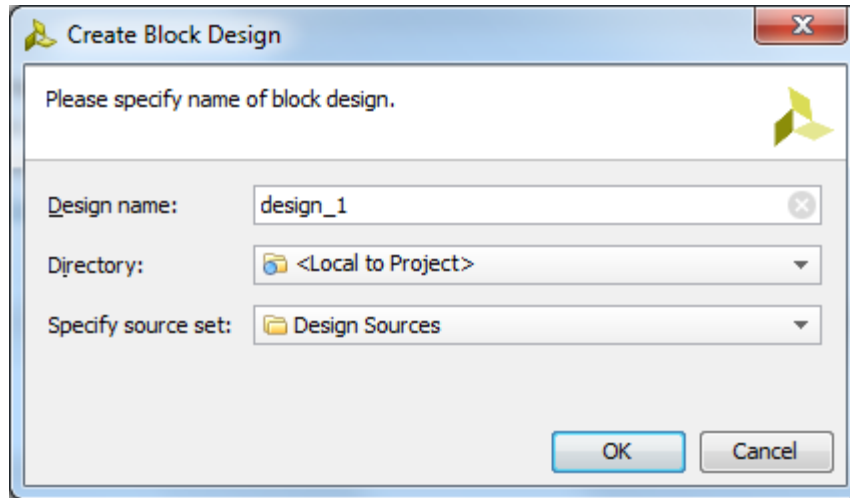 Create Block Design
Please specify name of block design.
Design name: design_1
Directory: <Local to Project>
Specify source set: Design Sources
OK Cancel